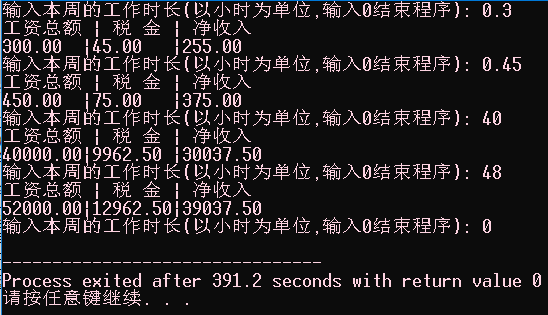 输入本周的工作时长(以小时为单位,输入0结束程序): 0.3
工资总额 | 税 金 | 净收入
300.00  |45.00   |255.00
输入本周的工作时长(以小时为单位,输入0结束程序): 0.45
工资总额 | 税 金 | 净收入
450.00  |75.00   |375.00
输入本周的工作时长(以小时为单位,输入0结束程序): 40
工资总额 | 税 金 | 净收入
40000.00|9962.50 |30037.50
输入本周的工作时长(以小时为单位,输入0结束程序): 48
工资总额 | 税 金 | 净收入
52000.00|12962.50|39037.50
输入本周的工作时长(以小时为单位,输入0结束程序): 0
--------------------------------
Process exited after 391.2 seconds with return value 0
请按任意键继续. . .